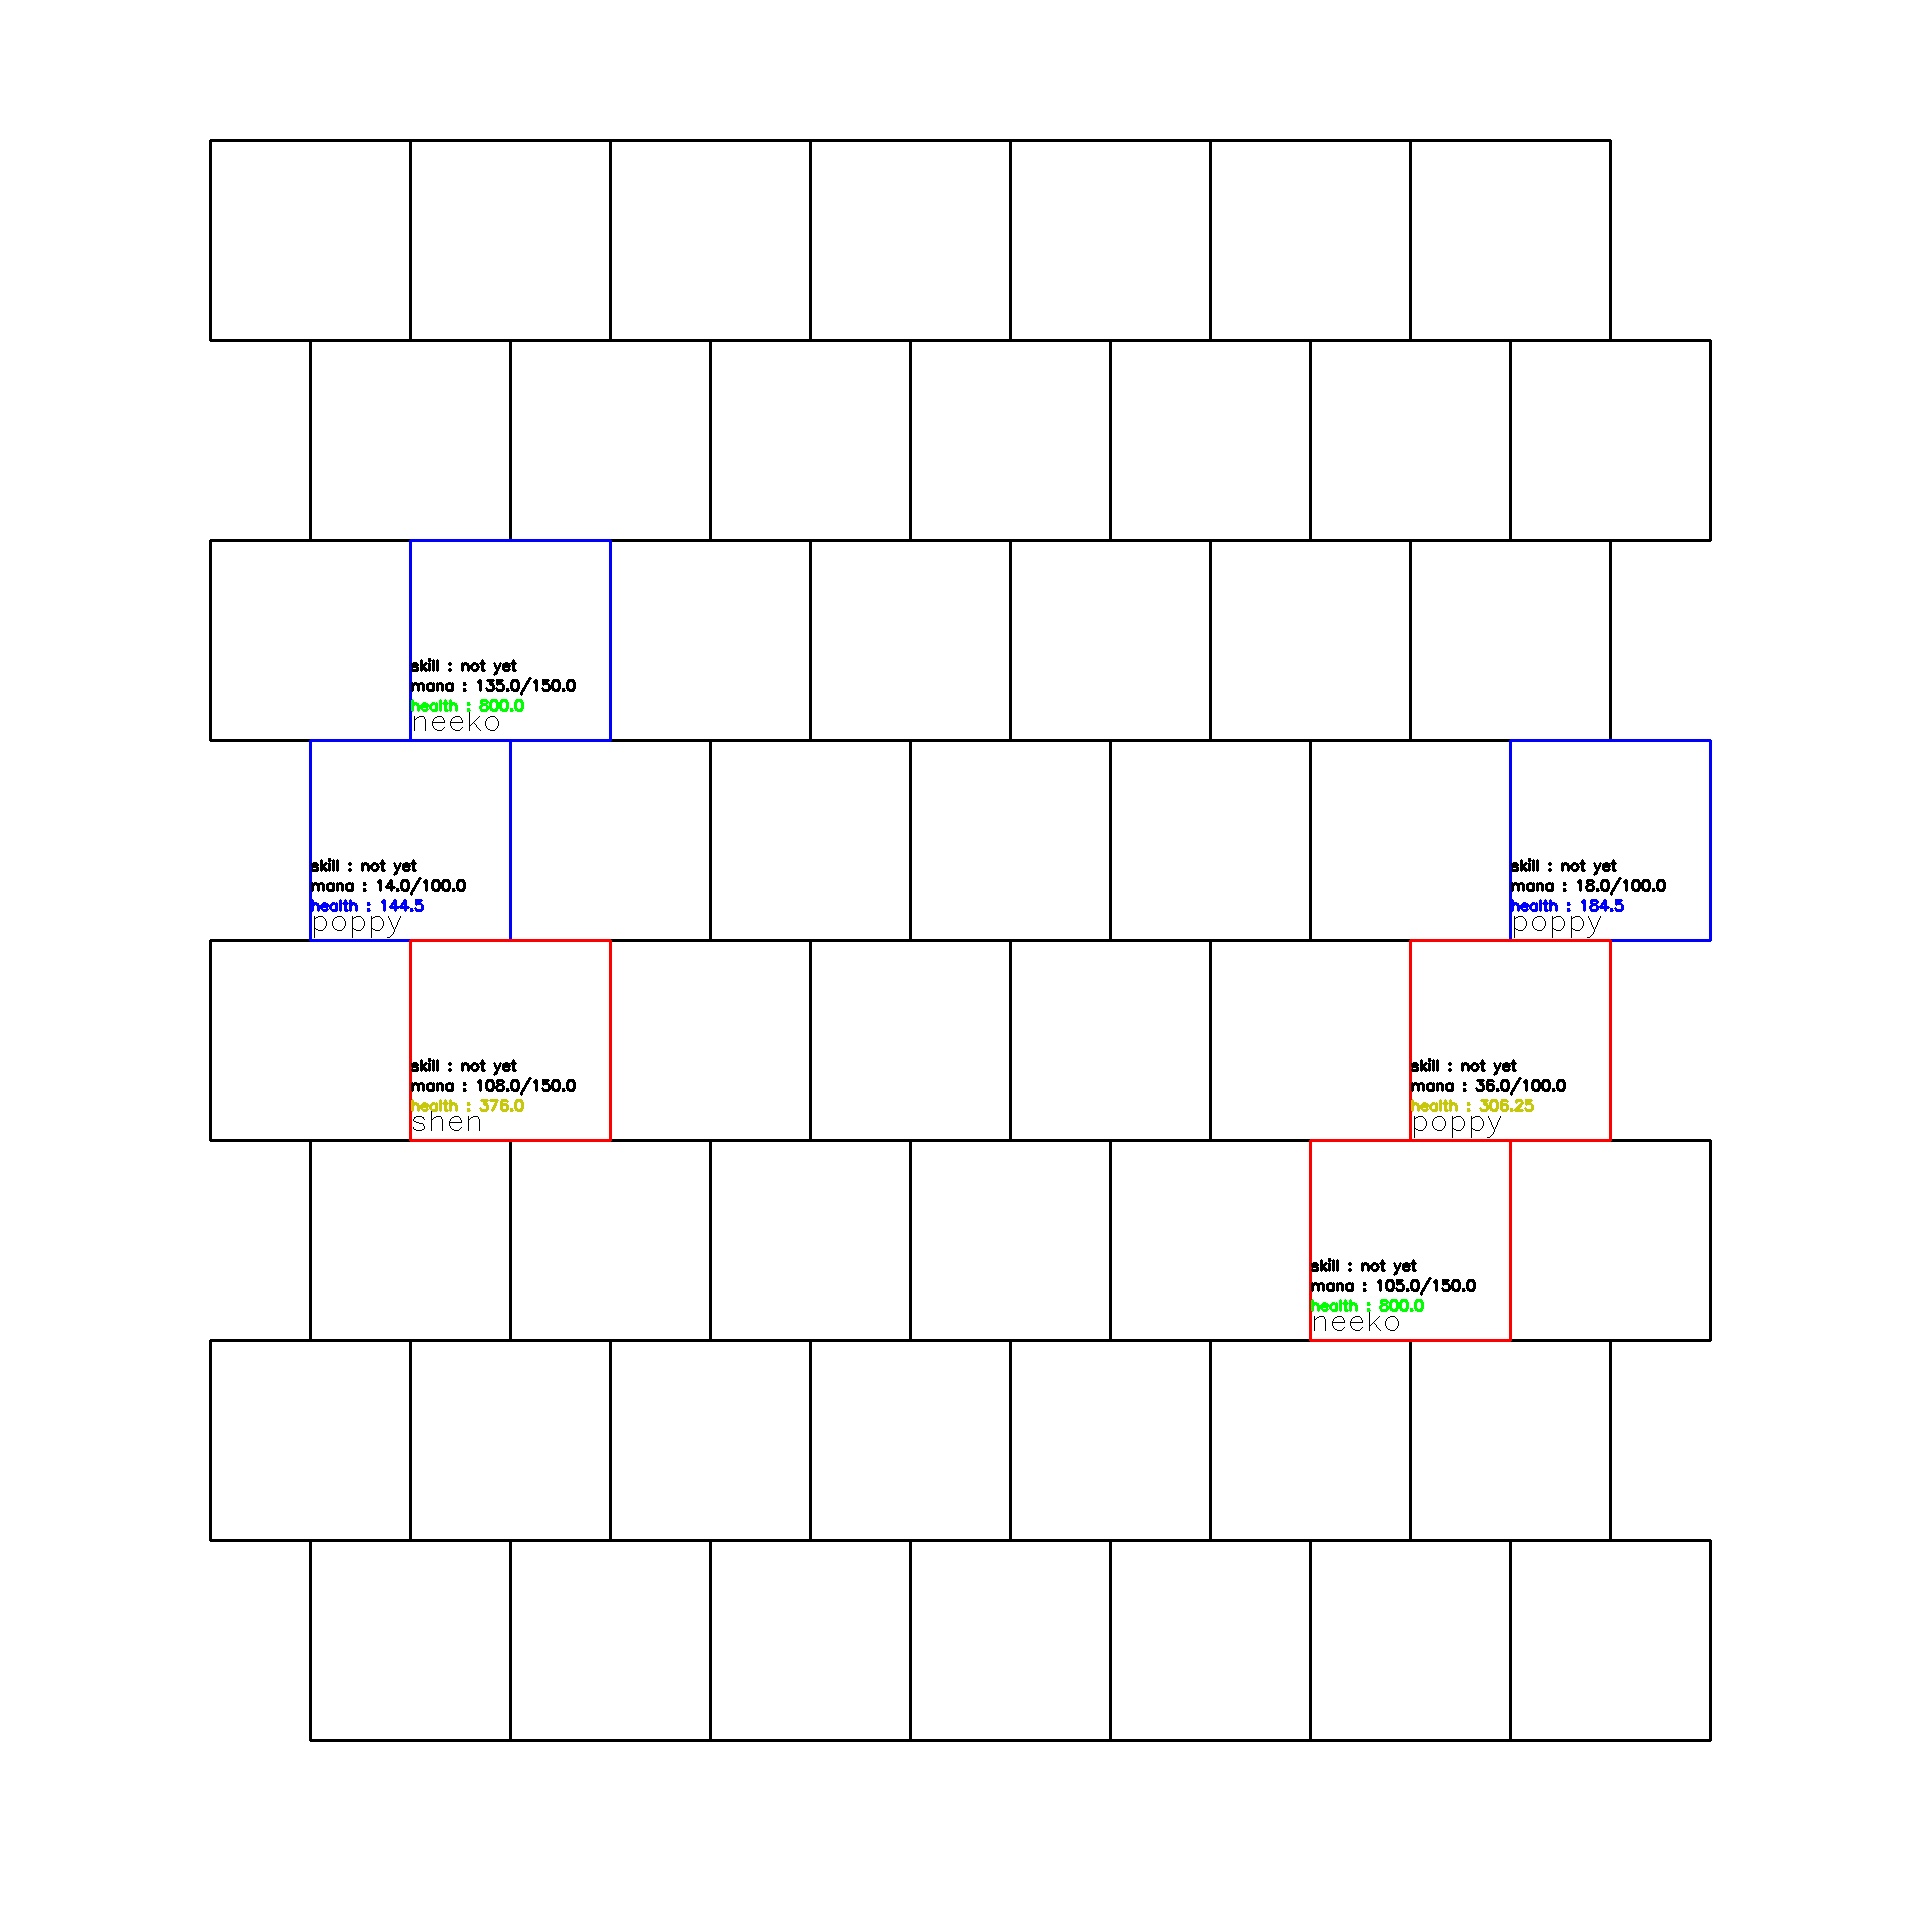 skill : not yet
mana : 135.0/150.0
health : 800.0
neeko
skill : not yet
mana : 14.0/100.0
health : 144.5
poppy
skill : not yet
mana : 18.0/100.0
health : 184.5
poppy
skill : not yet
mana : 108.0/150.0
health : 376.0
shen
skill : not yet
mana : 36.0/100.0
health : 306.25
poppy
skill : not yet
mana : 105.0/150.0
health : 800.0
neeko